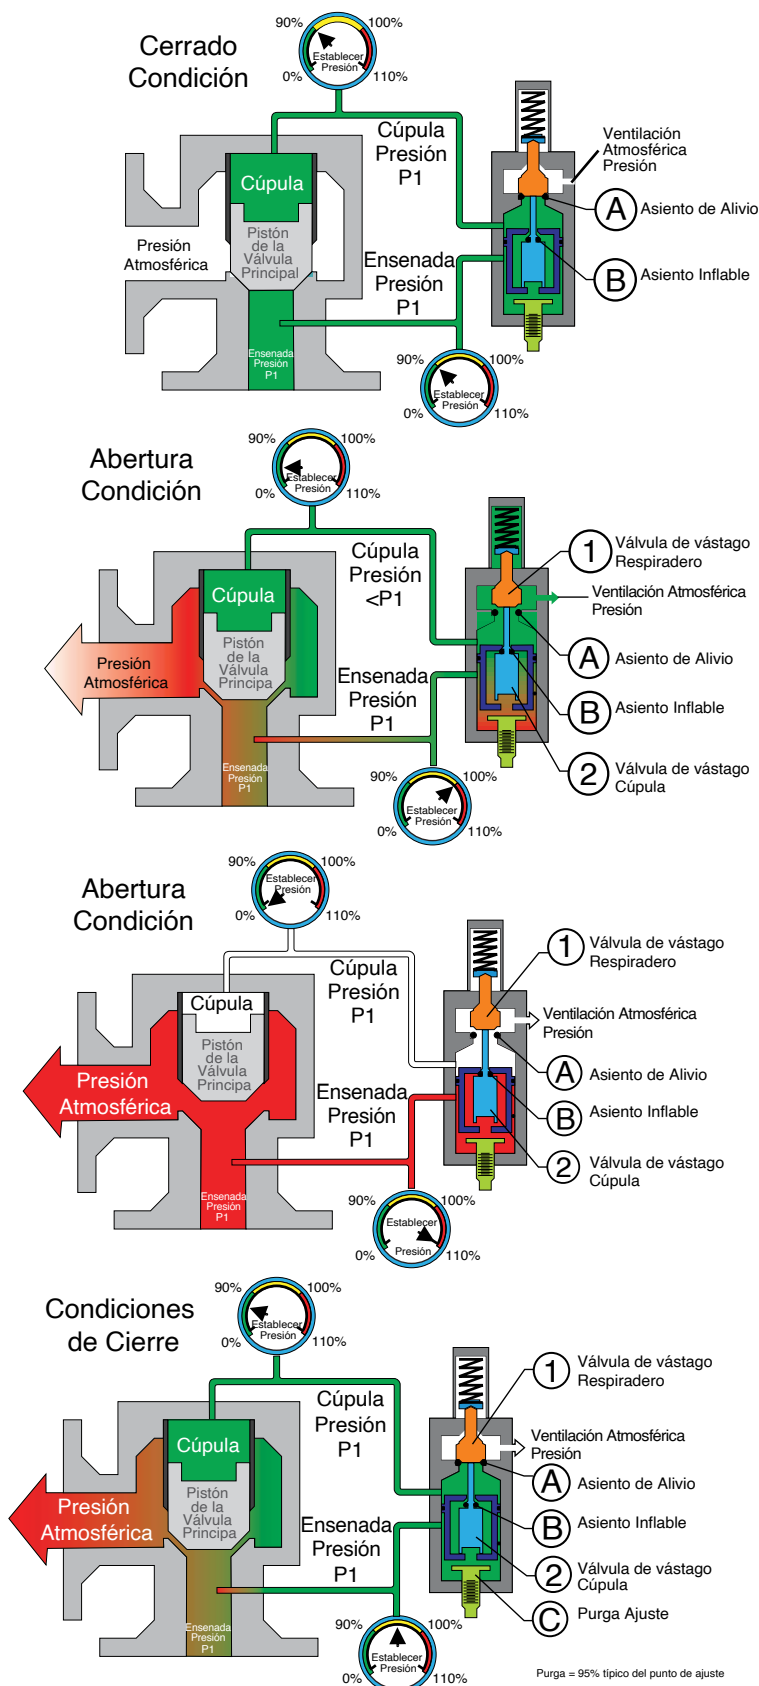 Cerrado
Condición
90%
100%
Establecer
Presión
0%
110%
Cúpula
Presión
P1
Ventilación
Atmosférica
Presión
A
Asiento de Alivio
Cúpula
Pistón
de la
Válvula
Principal
Presión
Atmosférica
Ensenada
Presión
P1
B
Asiento Inflable
Ensenada
Presión
P1
90%
100%
Establecer
Presión
0%
110%
Abertura
Condición
90%
100%
Establecer
Presión
0%
110%
Cúpula
Presión
<P1
1
Válvula de vástago
Respiradero
Ventilación Atmosférica
Presión
Cúpula
Pistón
de la
Válvula
Principa
Presión
Atmosférica
A
Asiento de Alivio
Ensenada
Presión
P1
B
Asiento Inflable
Ensenada
Presión
P1
2
Válvula de vástago
Cúpula
90%
100%
Establecer
Presión
0%
110%
Abertura
Condición
90%
100%
Establecer
Presión
0%
110%
1
Válvula de vástago
Respiradero
Cúpula
Presión
P1
Cúpula
Pistón
de la
Válvula
Principa
Ventilación Atmosférica
Presión
Presión
Atmosférica
A
Asiento de Alivio
Ensenada
Presión
P1
B
Asiento Inflable
2
Válvula de vástago
Cúpula
Ensenada
Presión
P1
90%
100%
Establecer
Presión
0%
110%
Condiciones
de Cierre
90%
100%
Establecer
Presión
0%
110%
1
Válvula de vástago
Respiradero
Cúpula
Presión
P1
Cúpula
Pistón
de la
Válvula
Principa
Ventilación Atmosférica
Presión
A
Asiento de Alivio
Presión
Atmosférica
Ensenada
Presión
P1
B
Asiento Inflable
2
Válvula de vástago
Cúpula
C
Purga Ajuste
Ensenada
Presión
P1
90%
100%
Establecer
Presión
0%
110%
Purga = 95% típico del punto de ajuste